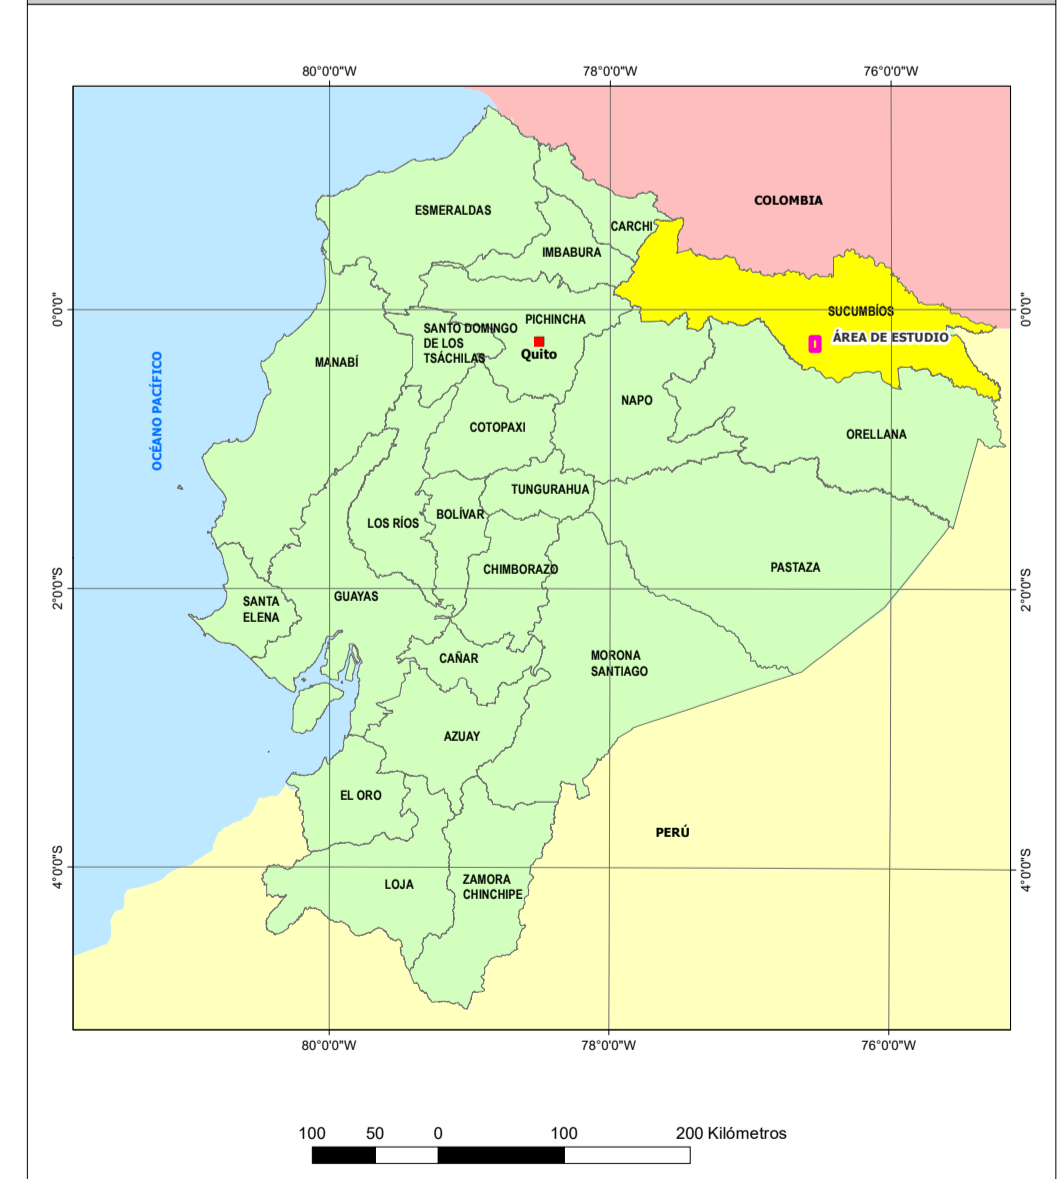 80°0'0"W
78°0'0"W
76°0'0"W
COLOMBIA
ESMERALDAS
CARCHI
IMBABURA
0°0'0"
0°0'0"
SUCUMBÍOS
PICHINCHA
SANTO DOMINGO
DE LOS
TSÁCHILAS
ÁREA DE ESTUDIO
Quito
MANABÍ
OCÉANO PACÍFICO
NAPO
COTOPAXI
ORELLANA
TUNGURAHUA
BOLÍVAR
LOS RÍOS
CHIMBORAZO
PASTAZA
2°0'0"S
2°0'0"S
GUAYAS
SANTA
ELENA
CAÑAR
MORONA
SANTIAGO
AZUAY
EL ORO
PERÚ
4°0'0"S
4°0'0"S
LOJA
ZAMORA
CHINCHIPE
80°0'0"W
78°0'0"W
76°0'0"W
100 50 0 100 200 Kilómetros